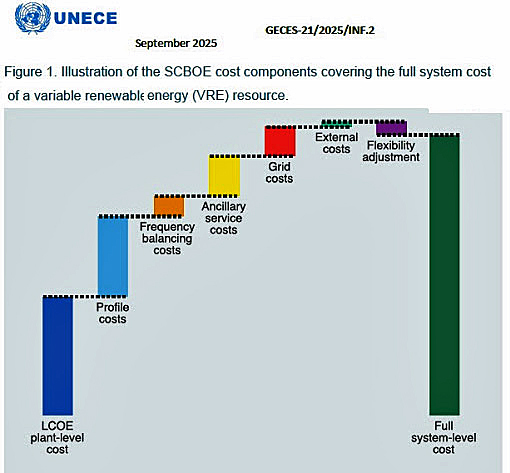 UNECE
GECES-21/2025/INF.2
September 2025
Figure 1. Illustration of the SCBOE cost components covering the full system cost
of a variable renewable energy (VRE) resource.
External
costs
Flexibility
adjustment
Grid
costs
Ancillary
service
costs
Frequency
balancing
costs
Profile
costs
LCOE
plant-level
cost
Full
system-level
cost